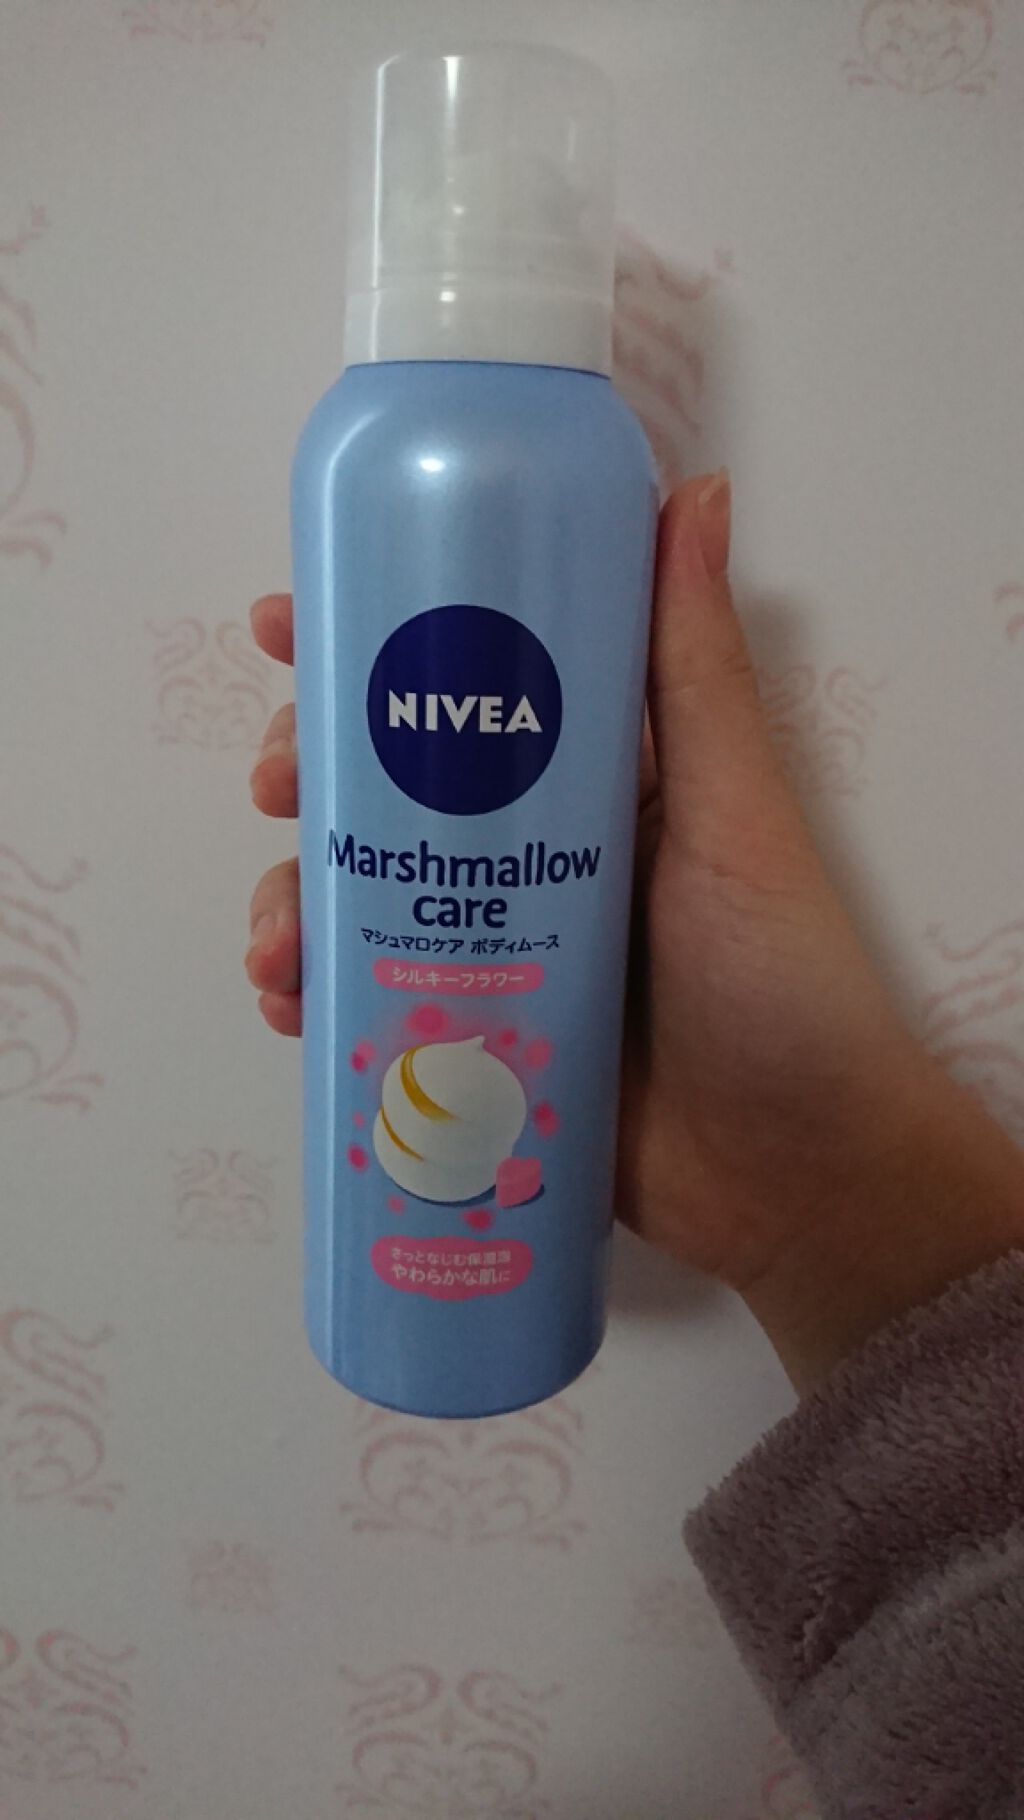 NIVEA
Marshmallow
care
マシュマロケア ボディムース
シルキーフラワー
さっとなじむ保湿泡
やわらかな肌に